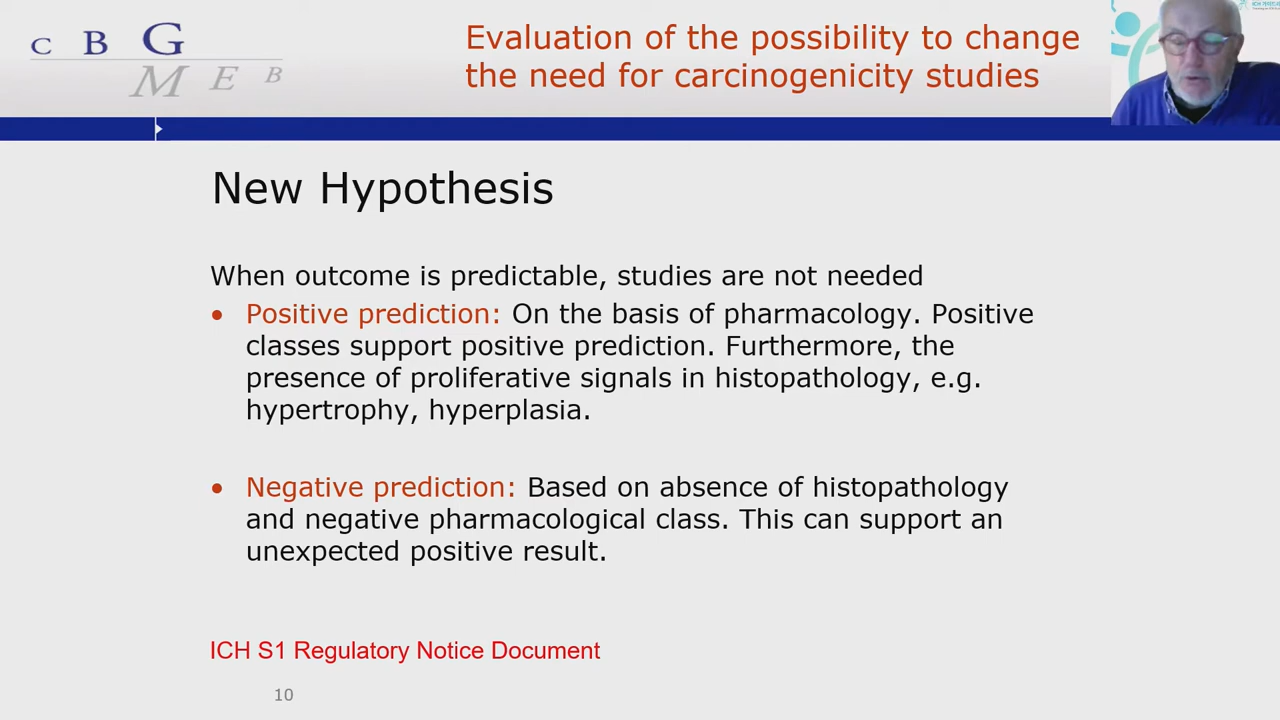 C B G
M E B
Evaluation of the possibility to change
the need for carcinogenicity studies
New Hypothesis
When outcome is predictable, studies are not needed
• Positive prediction: On the basis of pharmacology. Positive
classes support positive prediction. Furthermore, the
presence of proliferative signals in histopathology, e.g.
hypertrophy, hyperplasia.
• Negative prediction: Based on absence of histopathology
and negative pharmacological class. This can support an
unexpected positive result.
ICH S1 Regulatory Notice Document
10